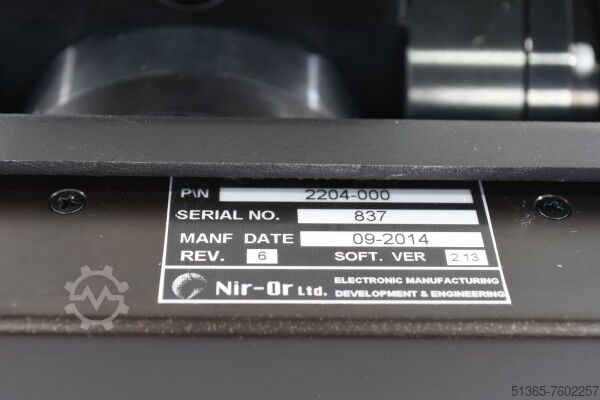 P\N 2204-000
SERIAL NO. 837
MANF DATE 09-2014
REV. 6 SOFT. VER 2.13
Nir-Or Ltd. ELECTRONIC MANUFACTURING
DEVELOPMENT & ENGINEERING
51365-7602257